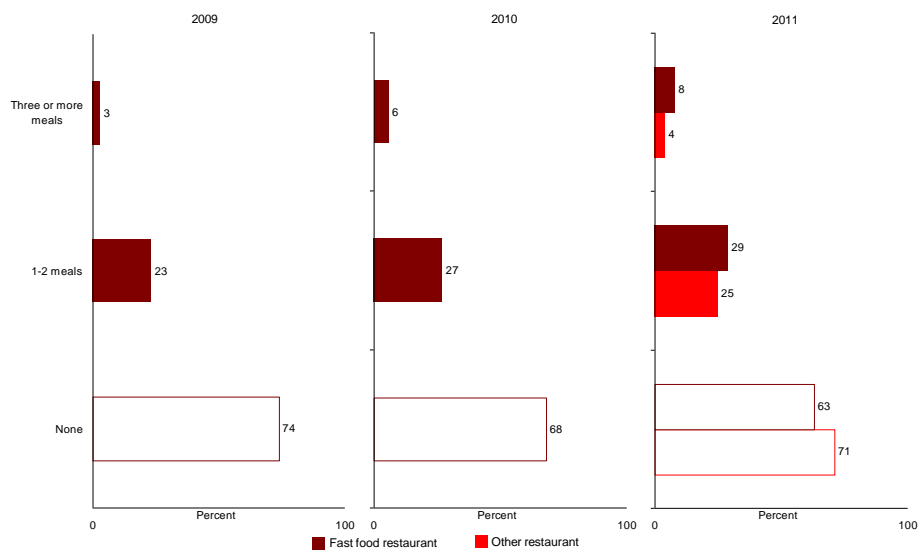 2009
2010
2011
Three or more
meals
3
6
8
4
1-2 meals
23
27
29
25
None
74
68
63
71
Percent
Percent
Percent
0
100
0
100
0
100
Fast food restaurant
Other restaurant